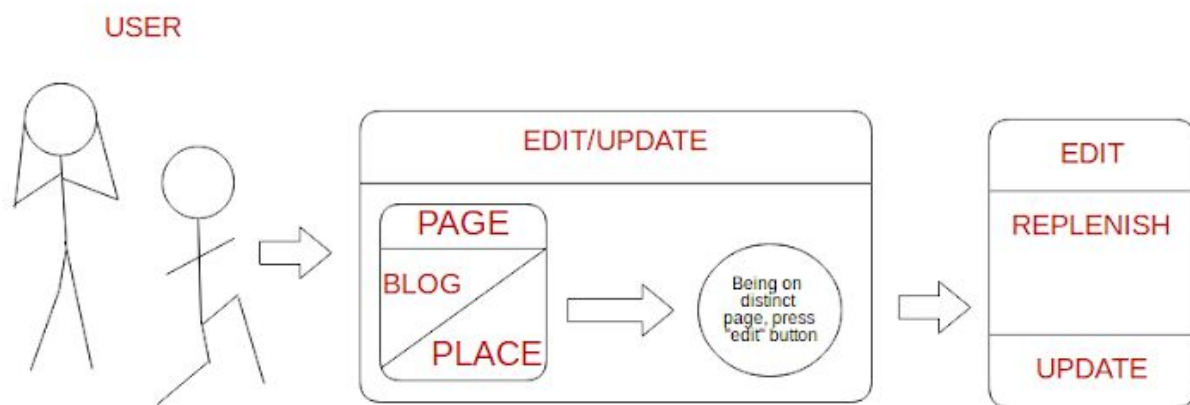 USER
EDIT/UPDATE
PAGE
BLOG
PLACE
Being on
distinct
page, press
"edit" button
EDIT
REPLENISH
UPDATE